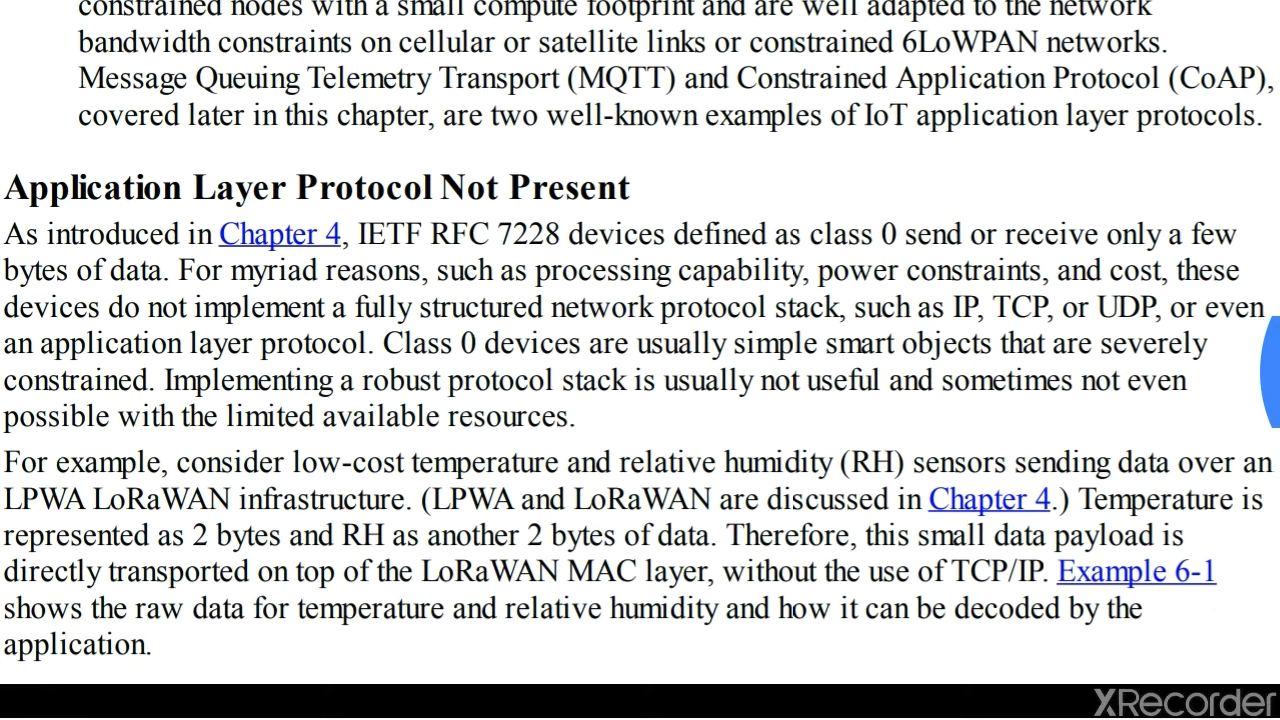 constrained nodes with a small compute footprint and are well adapted to the network
bandwidth constraints on cellular or satellite links or constrained 6LoWPAN networks.
Message Queuing Telemetry Transport (MQTT) and Constrained Application Protocol (CoAP),
covered later in this chapter, are two well-known examples of IoT application layer protocols.
Application Layer Protocol Not Present
As introduced in Chapter 4, IETF RFC 7228 devices defined as class 0 send or receive only a few
bytes of data. For myriad reasons, such as processing capability, power constraints, and cost, these
devices do not implement a fully structured network protocol stack, such as IP, TCP, or UDP, or even
an application layer protocol. Class 0 devices are usually simple smart objects that are severely
constrained. Implementing a robust protocol stack is usually not useful and sometimes not even
possible with the limited available resources.
For example, consider low-cost temperature and relative humidity (RH) sensors sending data over an
LPWA LoRaWAN infrastructure. (LPWA and LoRaWAN are discussed in Chapter 4.) Temperature is
represented as 2 bytes and RH as another 2 bytes of data. Therefore, this small data payload is
directly transported on top of the LoRaWAN MAC layer, without the use of TCP/IP. Example 6-1
shows the raw data for temperature and relative humidity and how it can be decoded by the
application.
XRecorder